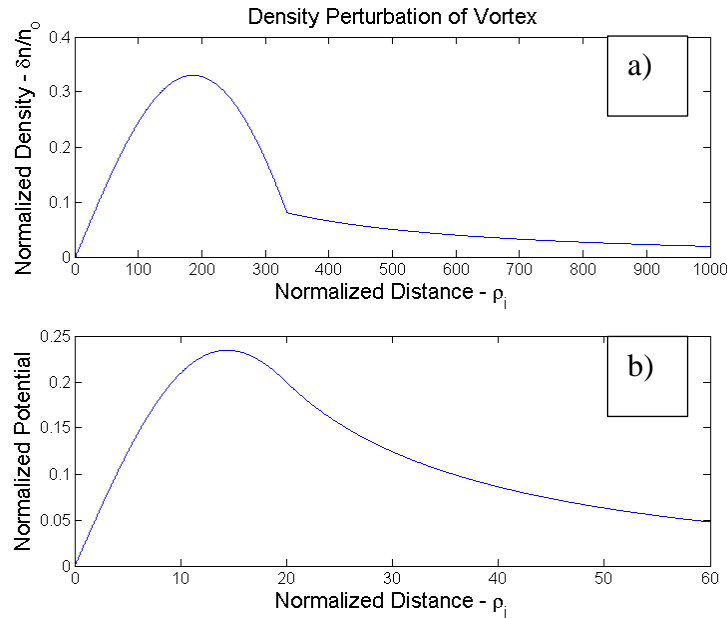 Density Perturbation of Vortex
Normalized Density - δn/n₀
0.4
0.3
0.2
0.1
0
a)
0 100 200 300 400 500 600 700 800 900 1000
Normalized Distance - ρᵢ
Normalized Potential
0.25
0.2
0.15
0.1
0.05
0
b)
0 10 20 30 40 50 60
Normalized Distance - ρᵢ